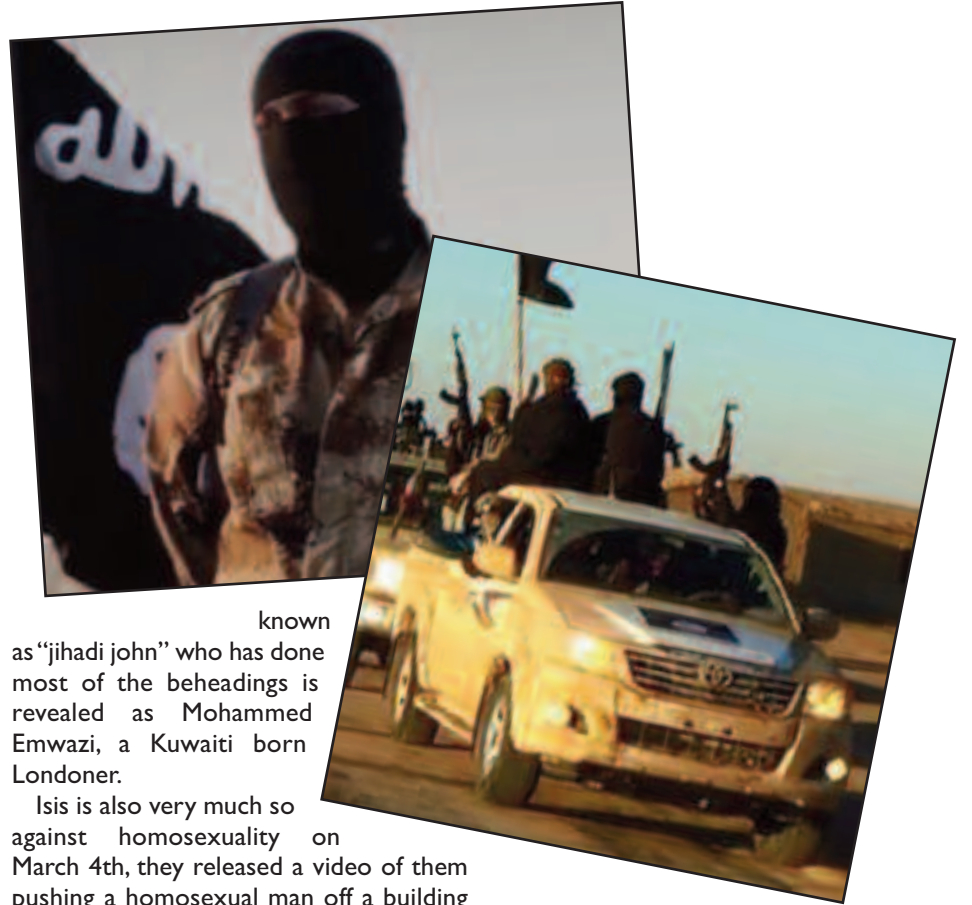 known
as “jihadi john” who has done
most of the beheadings is
revealed as Mohammed
Emwazi, a Kuwaiti born
Londoner.
Isis is also very much so
against homosexuality on
March 4th, they released a video of them
pushing a homosexual man off a building